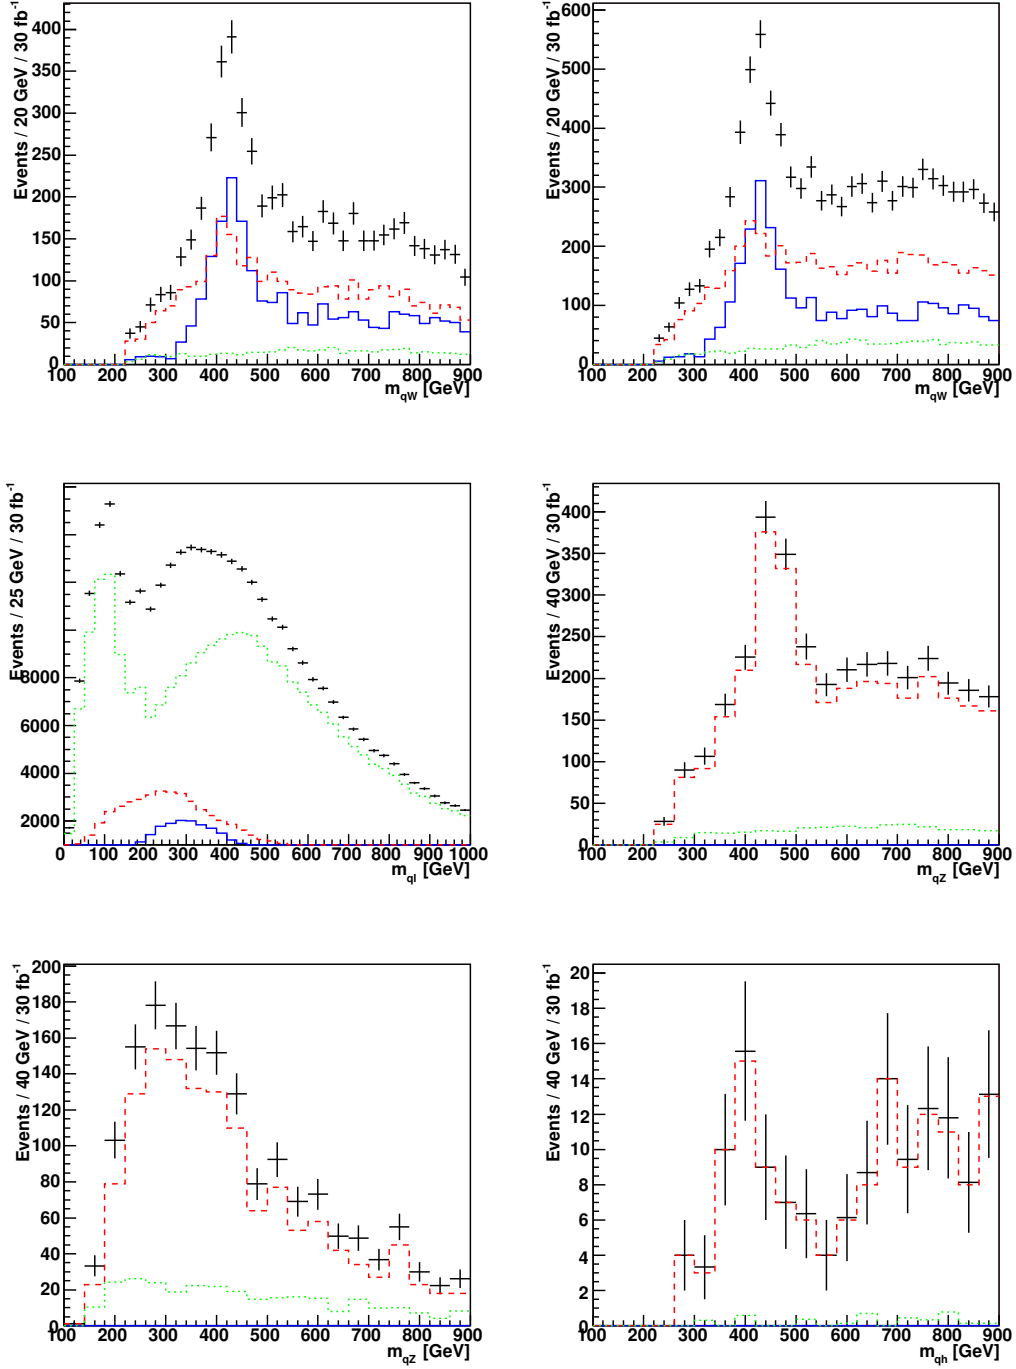 Events / 20 GeV / 30 fb⁻¹
400
350
300
250
200
150
100
50
0
100 200 300 400 500 600 700 800 900
m_qW [GeV]
Events / 20 GeV / 30 fb⁻¹
600
500
400
300
200
100
0
100 200 300 400 500 600 700 800 900
m_qW [GeV]
Events / 25 GeV / 30 fb⁻¹
8000
6000
4000
2000
0 100 200 300 400 500 600 700 800 900 1000
m_ql [GeV]
Events / 40 GeV / 30 fb⁻¹
400
350
300
250
200
150
100
50
0
100 200 300 400 500 600 700 800 900
m_qZ [GeV]
Events / 40 GeV / 30 fb⁻¹
200
180
160
140
120
100
80
60
40
20
0
100 200 300 400 500 600 700 800 900
m_qZ [GeV]
Events / 40 GeV / 30 fb⁻¹
20
18
16
14
12
10
8
6
4
2
0
100 200 300 400 500 600 700 800 900
m_qh [GeV]